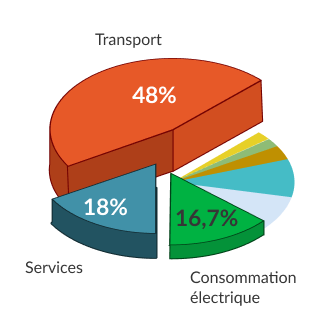 Transport
48%
18%
16,7%
Services
Consommation
électrique